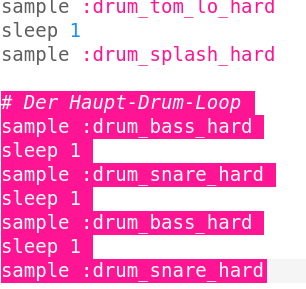 sample :drum_tom_lo_hard
sleep 1
sample :drum_splash_hard
# Der Haupt-Drum-Loop
sample :drum_bass_hard
sleep 1
sample :drum_snare_hard
sleep 1
sample :drum_bass_hard
sleep 1
sample :drum_snare_hard